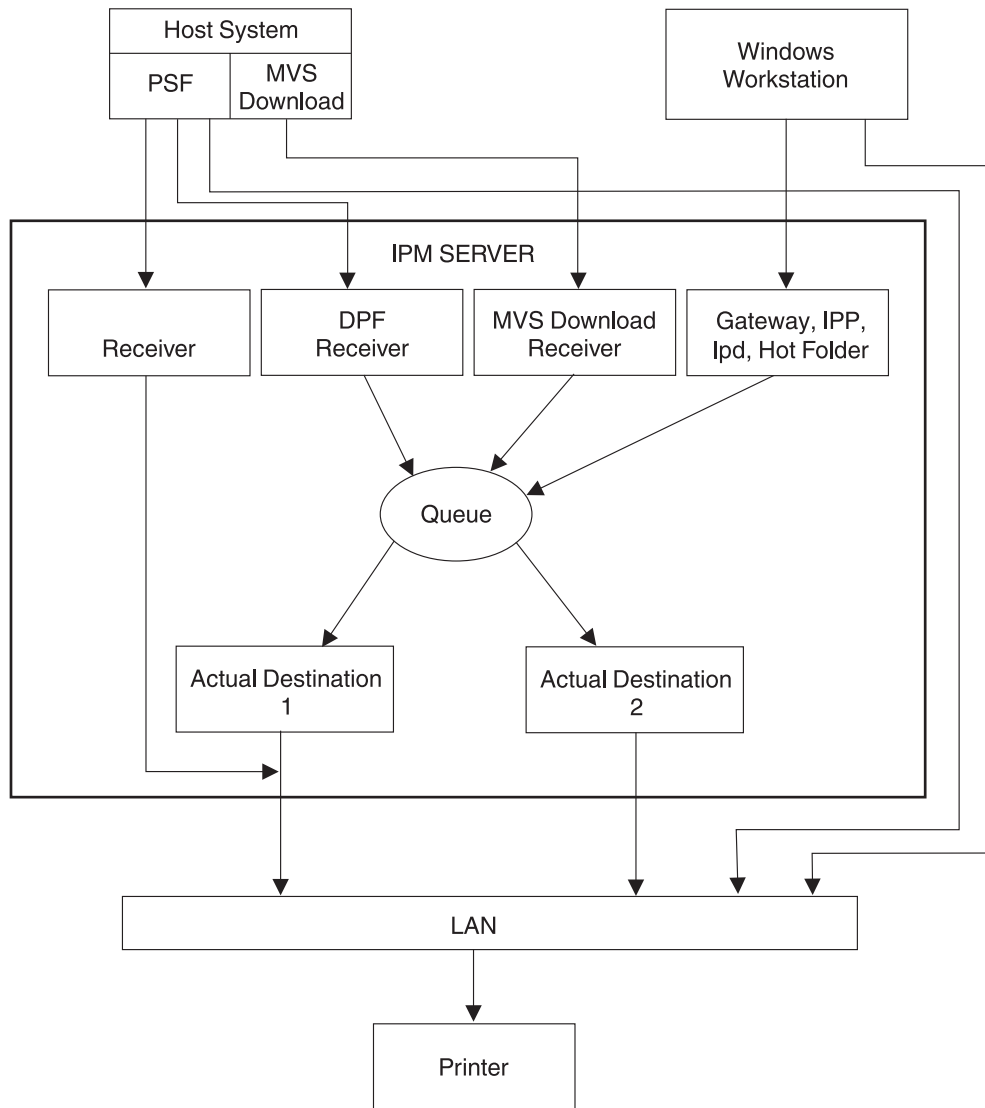 Host System
PSF
MVS
Download
Windows
Workstation
IPM SERVER
Receiver
DPF
Receiver
MVS Download
Receiver
Gateway, IPP,
lpd, Hot Folder
Queue
Actual Destination
1
Actual Destination
2
LAN
Printer